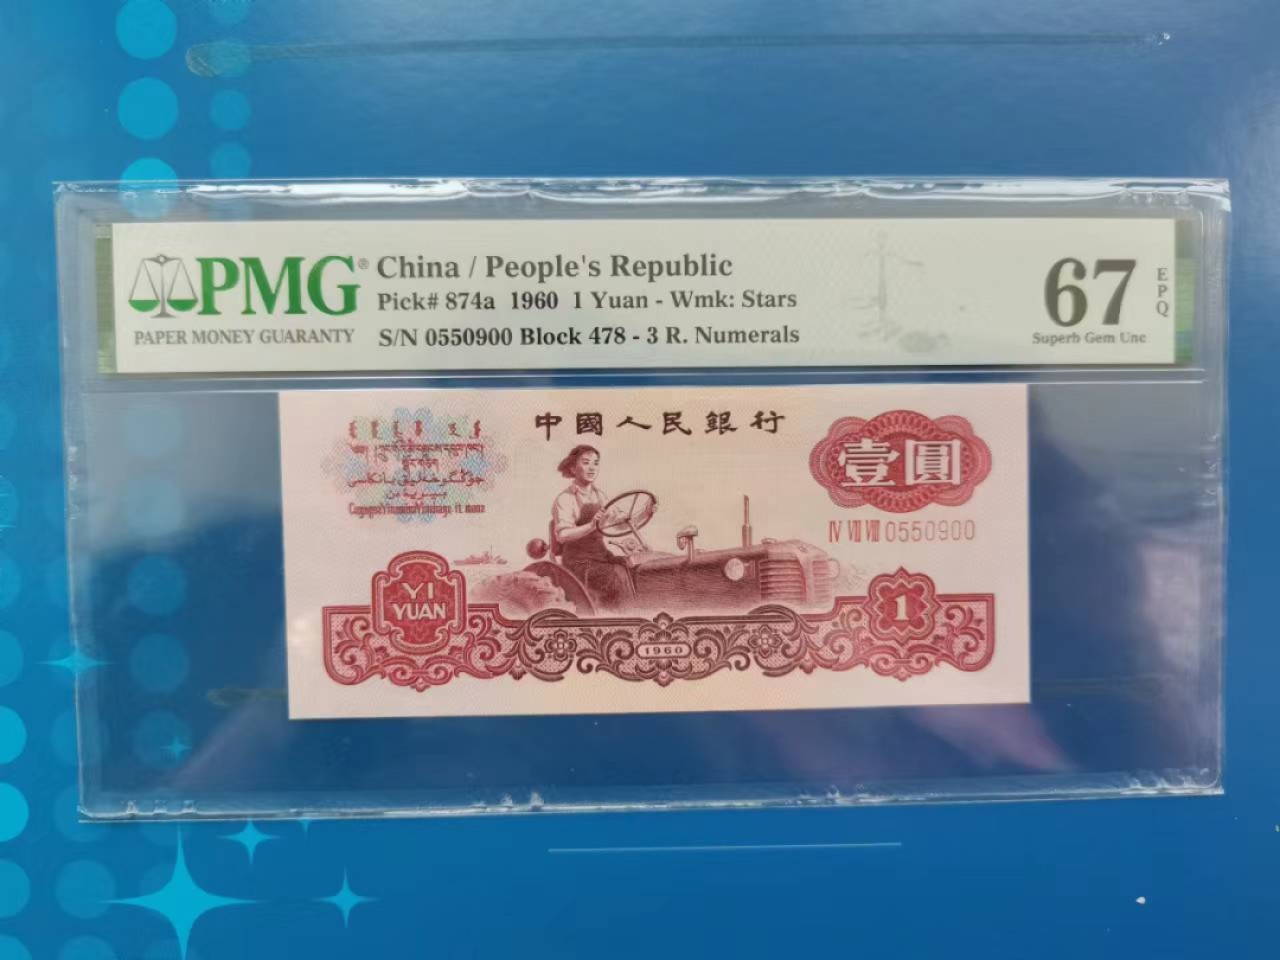 PMG®
PAPER MONEY GUARANTY
China / People's Republic
Pick# 874a 1960 1 Yuan - Wmk: Stars
S/N 0550900 Block 478 - 3 R. Numerals
67
EPQ
Superb Gem Unc
中國人民銀行
壹圓
IV VII VIII 0550900
YI
YUAN
1
1960